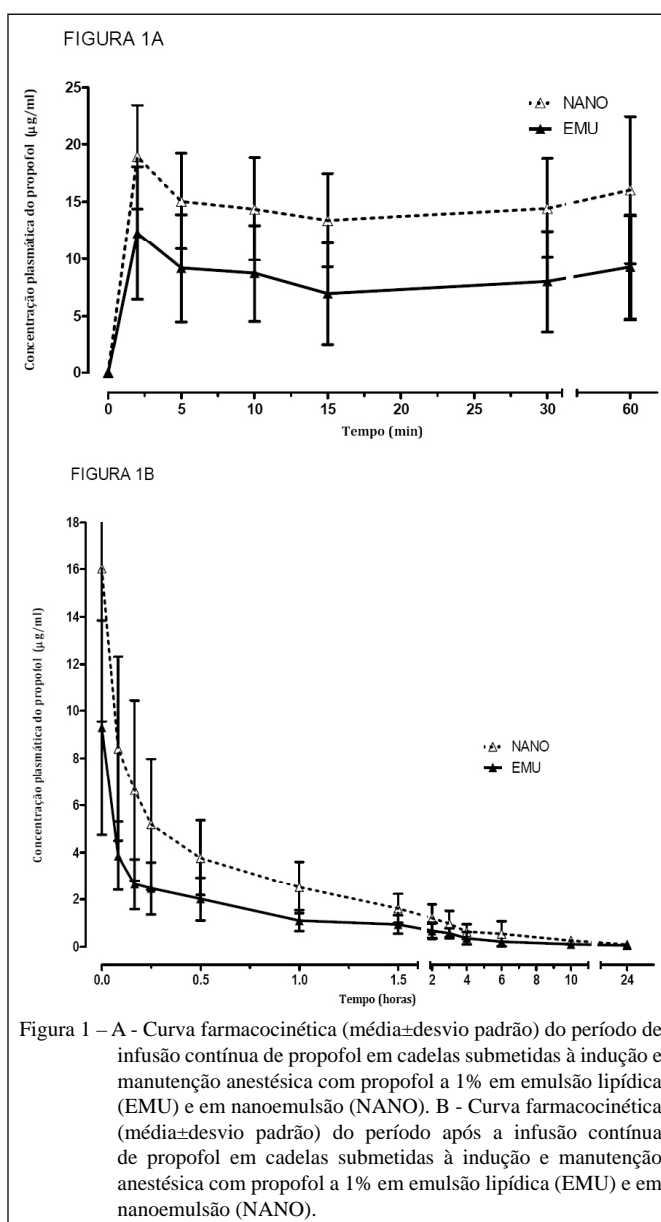 FIGURA 1A
Concentração plasmática do propofol (µg/ml)
25
20
15
10
5
0
NANO
EMU
0 5 10 15 20 25 30 60
Tempo (min)
FIGURA 1B
Concentração plasmática do propofol (µg/ml)
18
16
14
12
10
8
6
4
2
0
NANO
EMU
0.0 0.5 1.0 1.5 2 4 6 10 24
Tempo (horas)
Figura 1 – A - Curva farmacocinética (média±desvio padrão) do período de
infusão contínua de propofol em cadelas submetidas à indução e
manutenção anestésica com propofol a 1% em emulsão lipídica
(EMU) e em nanoemulsão (NANO). B - Curva farmacocinética
(média±desvio padrão) do período após a infusão contínua
de propofol em cadelas submetidas à indução e manutenção
anestésica com propofol a 1% em emulsão lipídica (EMU) e em
nanoemulsão (NANO).